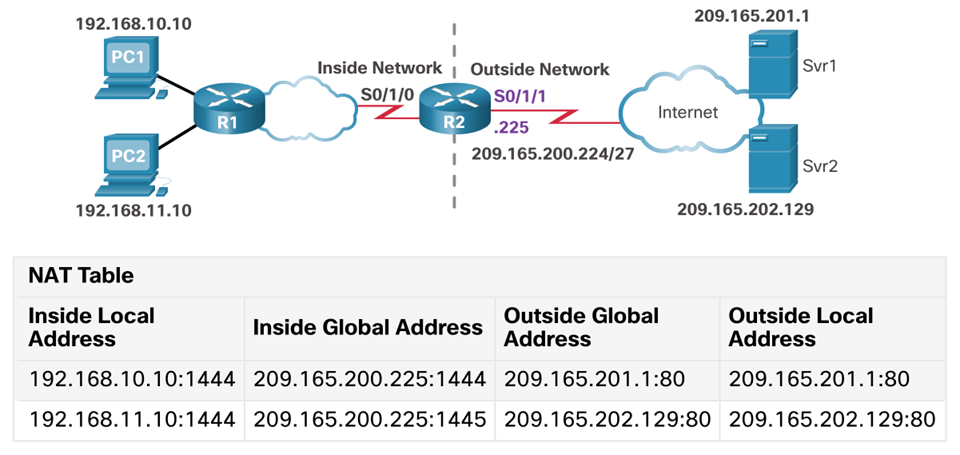 192.168.10.10
209.165.201.1
PC1
Svr1
Inside Network
Outside Network
S0/1/0
S0/1/1
R1
R2
Internet
.225
PC2
209.165.200.224/27
Svr2
192.168.11.10
209.165.202.129
NAT Table
Inside Local
Address
Inside Global Address
Outside Global
Address
Outside Local
Address
192.168.10.10:1444 209.165.200.225:1444 209.165.201.1:80 209.165.201.1:80
192.168.11.10:1444 209.165.200.225:1445 209.165.202.129:80 209.165.202.129:80